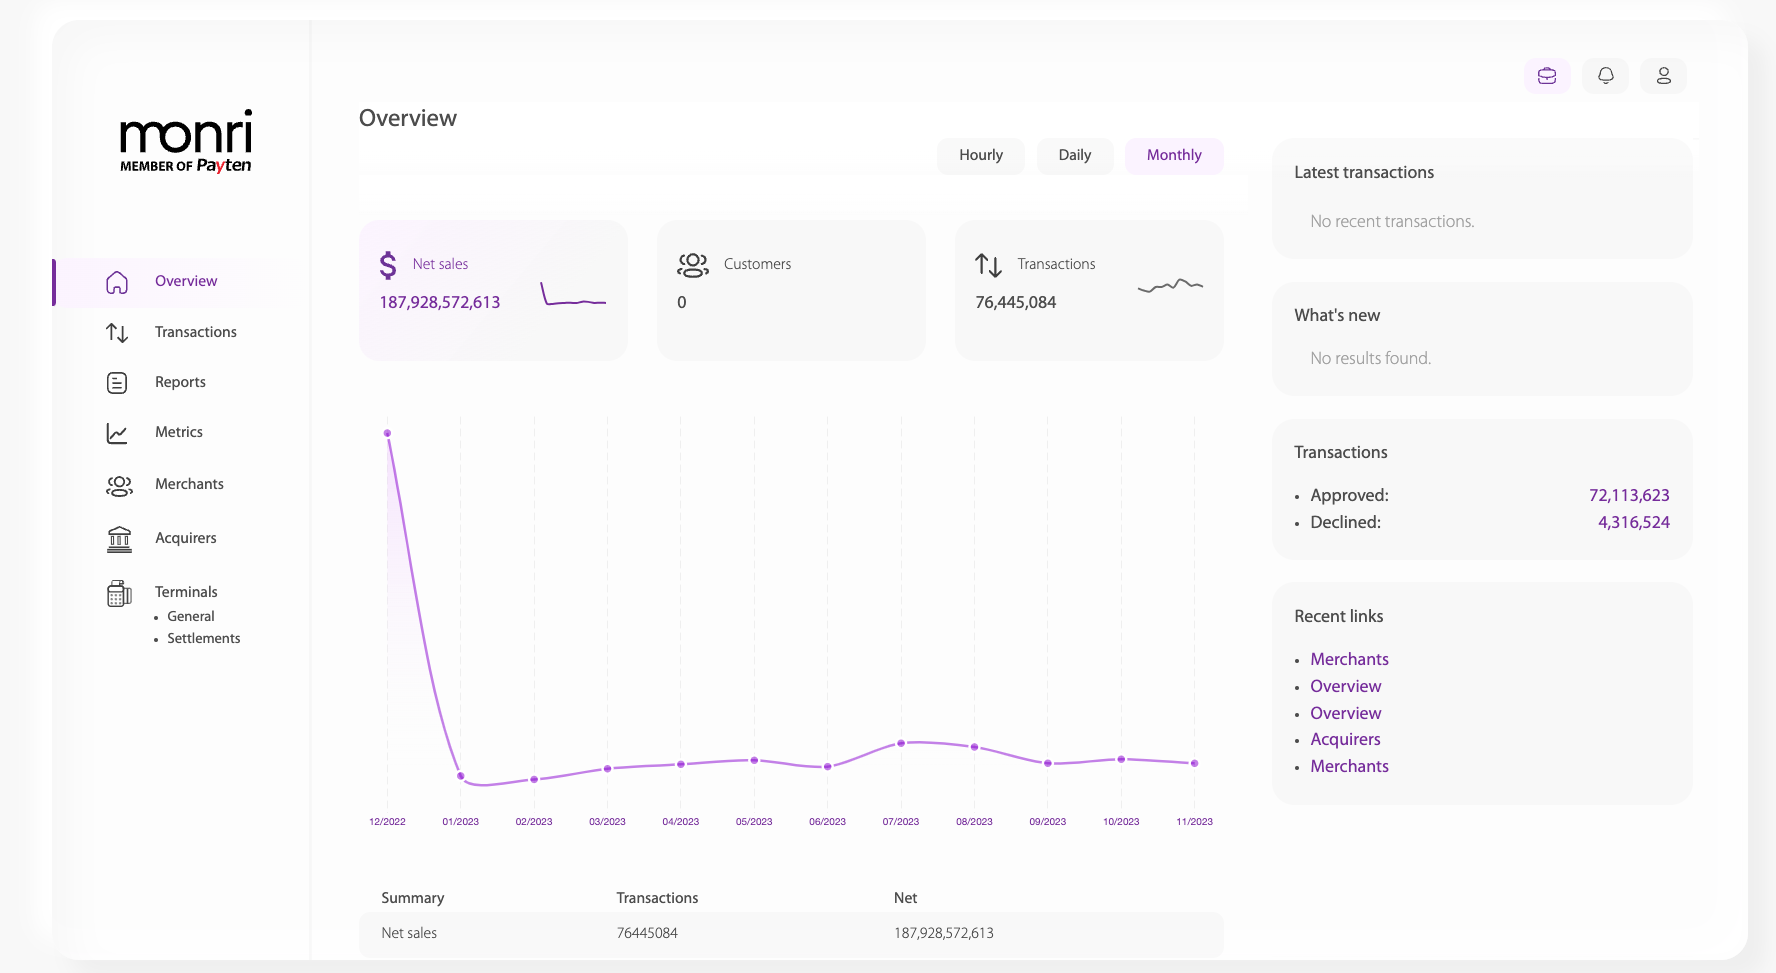 monri
MEMBER OF Payten
Overview
Transactions
Reports
Metrics
Merchants
Acquirers
Terminals
• General
• Settlements
Overview
Hourly Daily Monthly
$ Net sales
187,928,572,613
Customers
0
Transactions
76,445,084
12/2022 01/2023 02/2023 03/2023 04/2023 05/2023 06/2023 07/2023 08/2023 09/2023 10/2023 11/2023
Summary Transactions Net
Net sales 76445084 187,928,572,613
Latest transactions
No recent transactions.
What's new
No results found.
Transactions
• Approved: 72,113,623
• Declined: 4,316,524
Recent links
• Merchants
• Overview
• Overview
• Acquirers
• Merchants